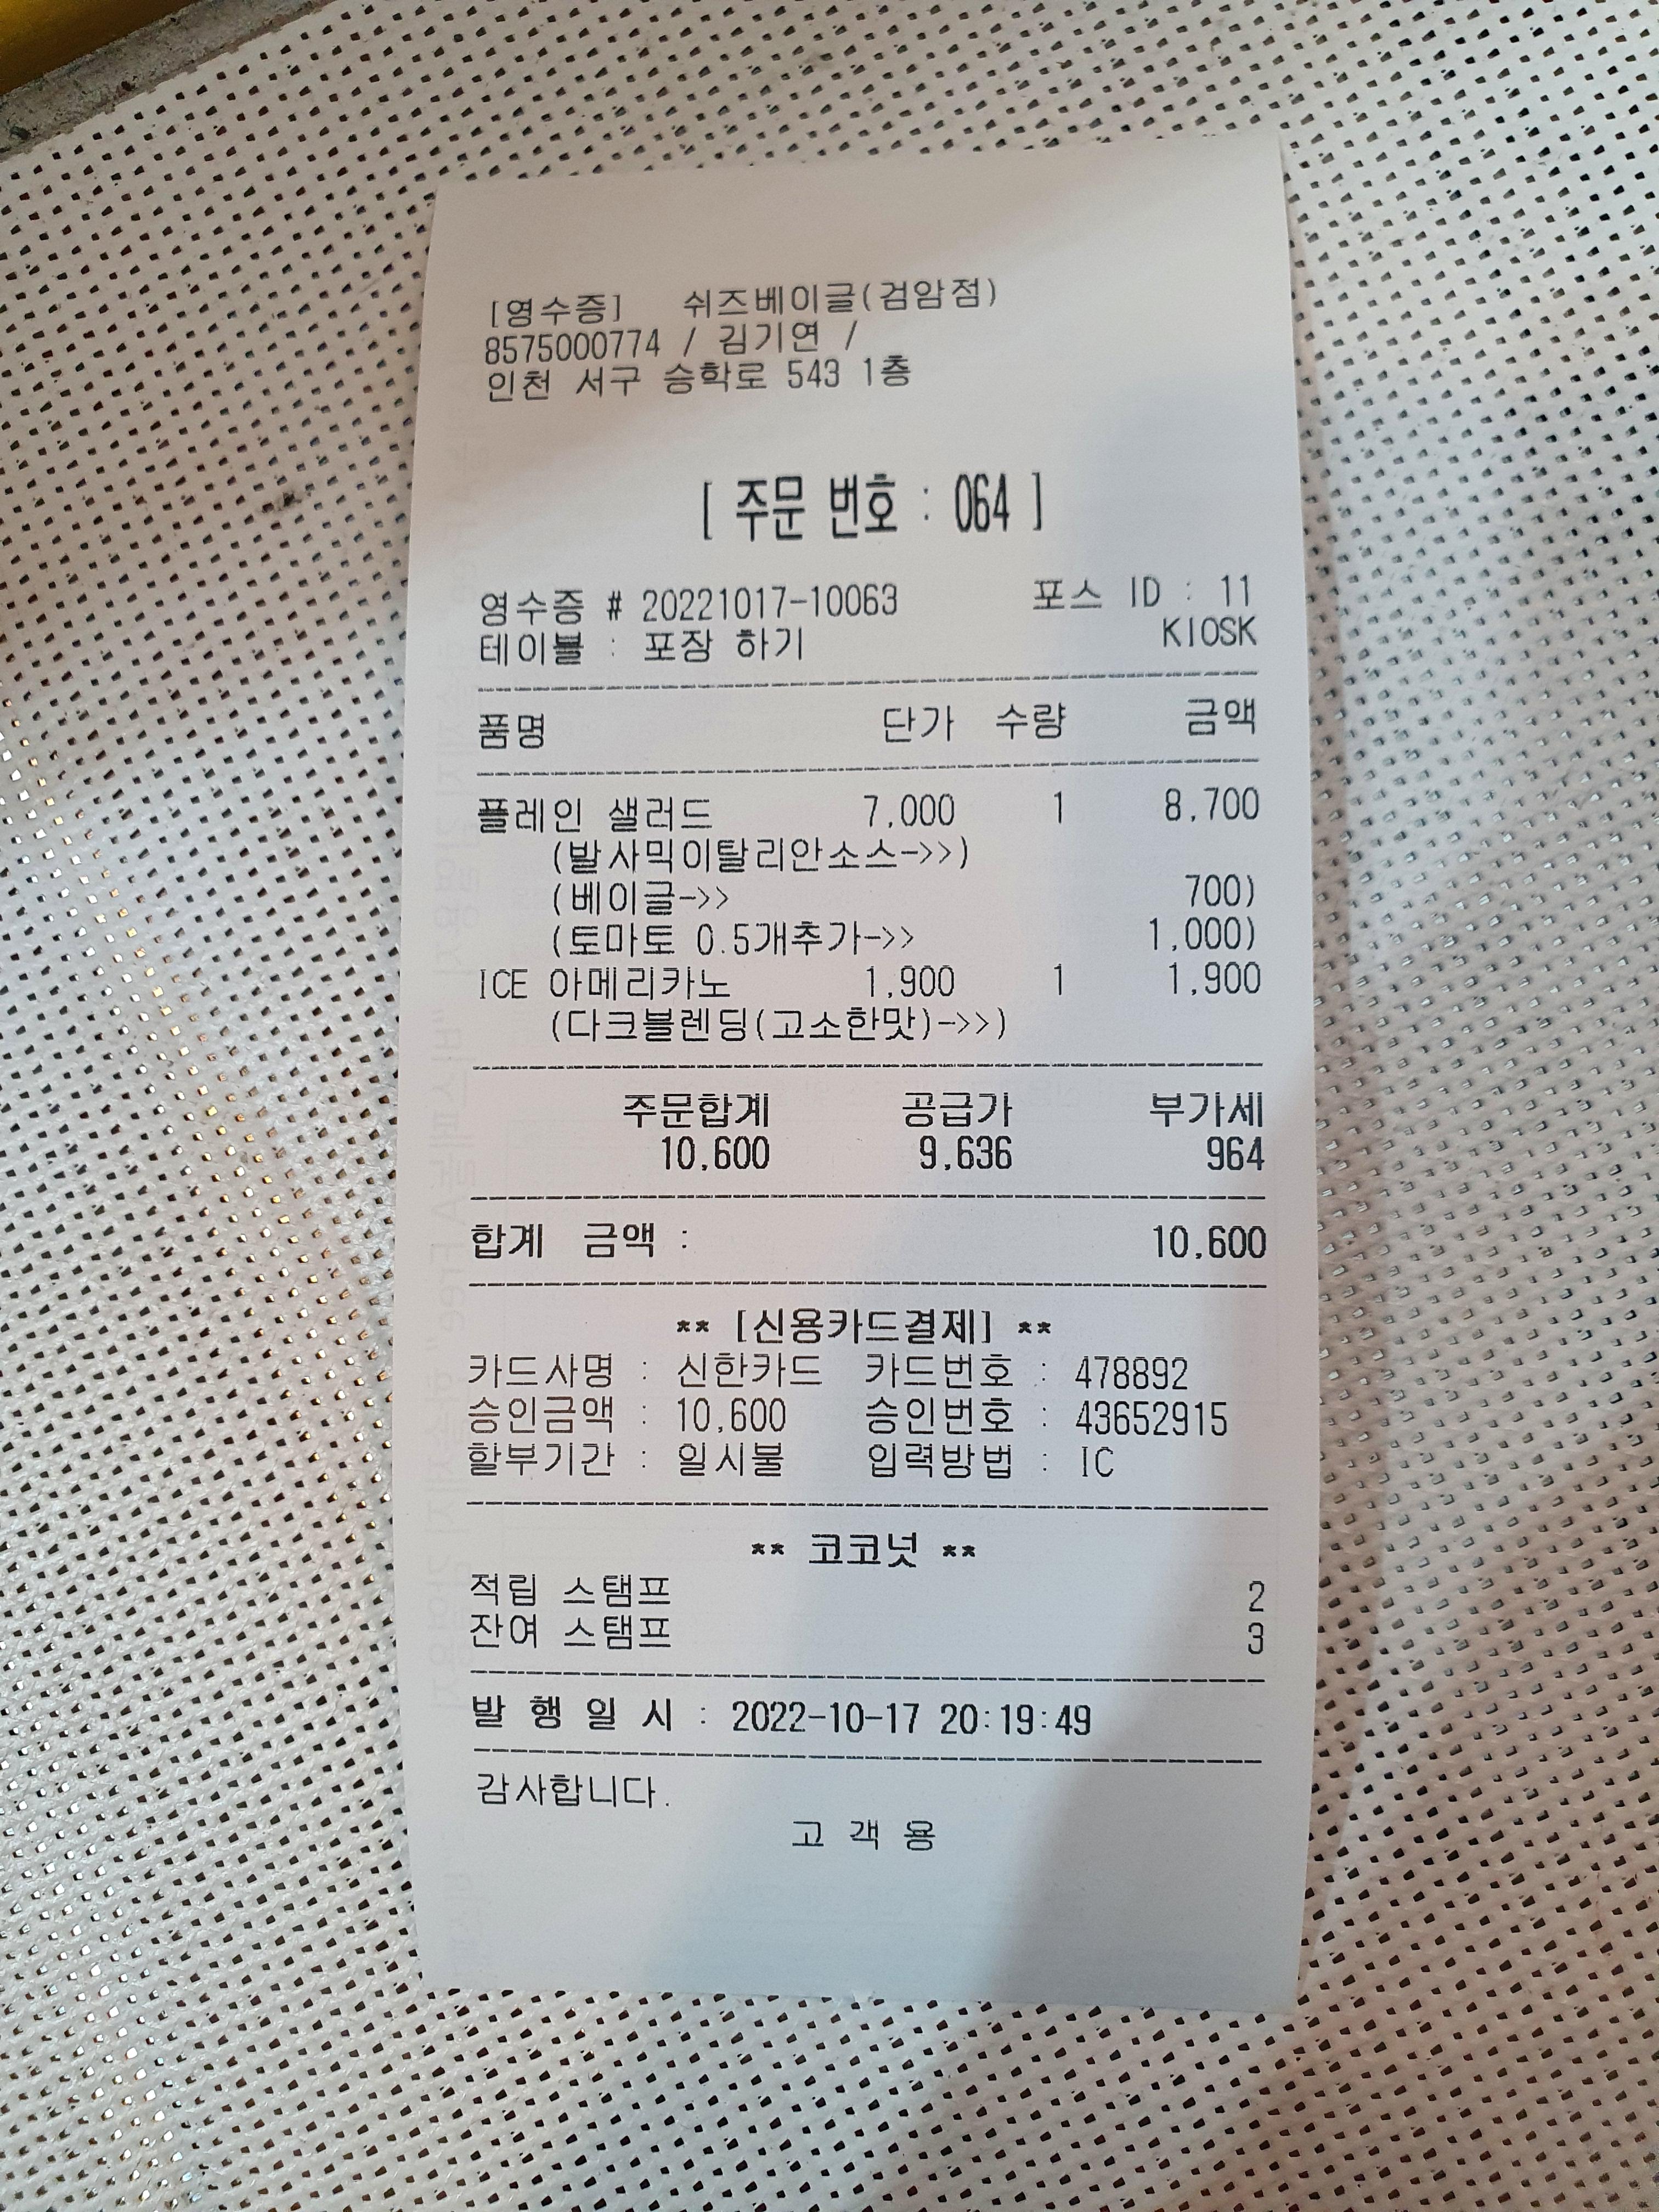 [영수증] 쉬즈베이글(검암점)
8575000774 / 김기연 /
인천 서구 승학로 543 1층
[ 주문 번호 : 064 ]
영수증 # 20221017-10063 포스 ID : 11
테이블 : 포장 하기 KIOSK
품명 단가 수량 금액
플레인 샐러드 7,000 1 8,700
(발사믹이탈리안소스->>)
(베이글->> 700)
(토마토 0.5개추가->> 1,000)
ICE 아메리카노 1,900 1 1,900
(다크블렌딩(고소한맛)->>)
주문합계 공급가 부가세
10,600 9,636 964
합계 금액 : 10,600
** [신용카드결제] **
카드사명 : 신한카드 카드번호 : 478892
승인금액 : 10,600 승인번호 : 43652915
할부기간 : 일시불 입력방법 : IC
** 코코넛 **
적립 스탬프 2
잔여 스탬프 3
발 행 일 시 : 2022-10-17 20:19:49
감사합니다.
고 객 용